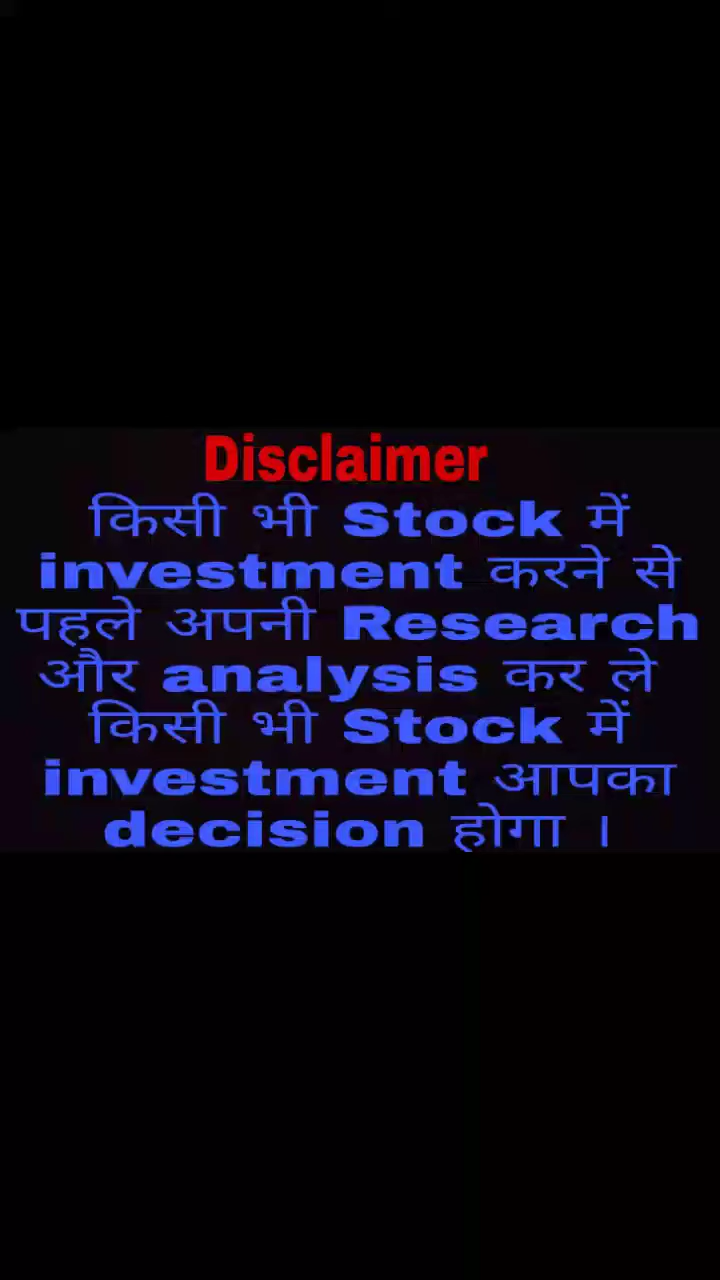 Disclaimer
किसी भी Stock में
investment करने से
पहले अपनी Research
और analysis कर ले
किसी भी Stock में
investment आपका
decision होगा ।